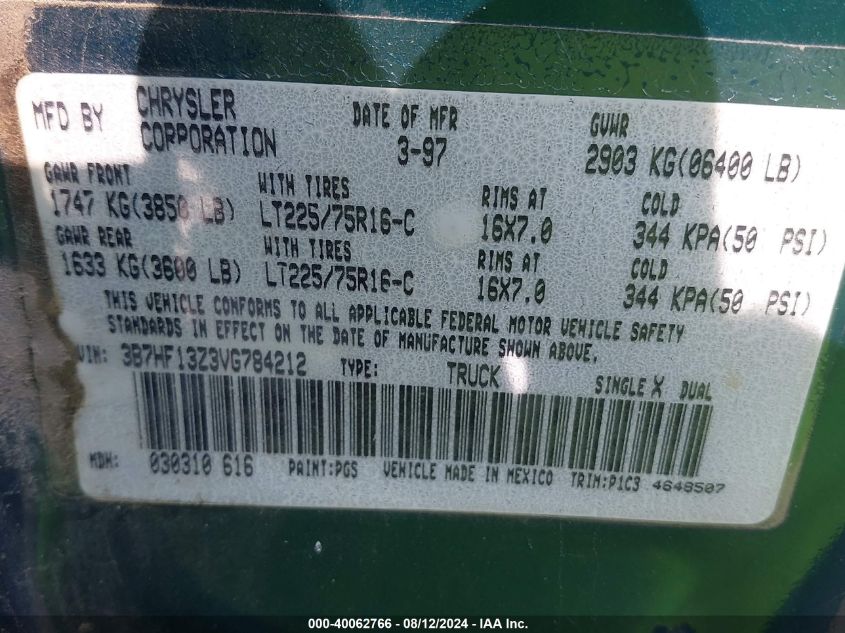 MFD BY CHRYSLER CORPORATION DATE OF MFR 3-97 GVWR 2903 KG(06400 LB)
GAWR FRONT WITH TIRES RIMS AT COLD
1747 KG(3850 LB) LT225/75R16-C 16X7.0 344 KPA(50 PSI)
GAWR REAR WITH TIRES RIMS AT COLD
1633 KG(3600 LB) LT225/75R16-C 16X7.0 344 KPA(50 PSI)
THIS VEHICLE CONFORMS TO ALL APPLICABLE FEDERAL MOTOR VEHICLE SAFETY
STANDARDS IN EFFECT ON THE DATE OF MANUFACTURE SHOWN ABOVE.
VIN: 3B7HF13Z3VG784212 TYPE: TRUCK SINGLE X DUAL
MDH: 030310 616 PAINT:PGS VEHICLE MADE IN MEXICO TRIM:P1C3 4648507
000-40062766 - 08/12/2024 - IAA Inc.